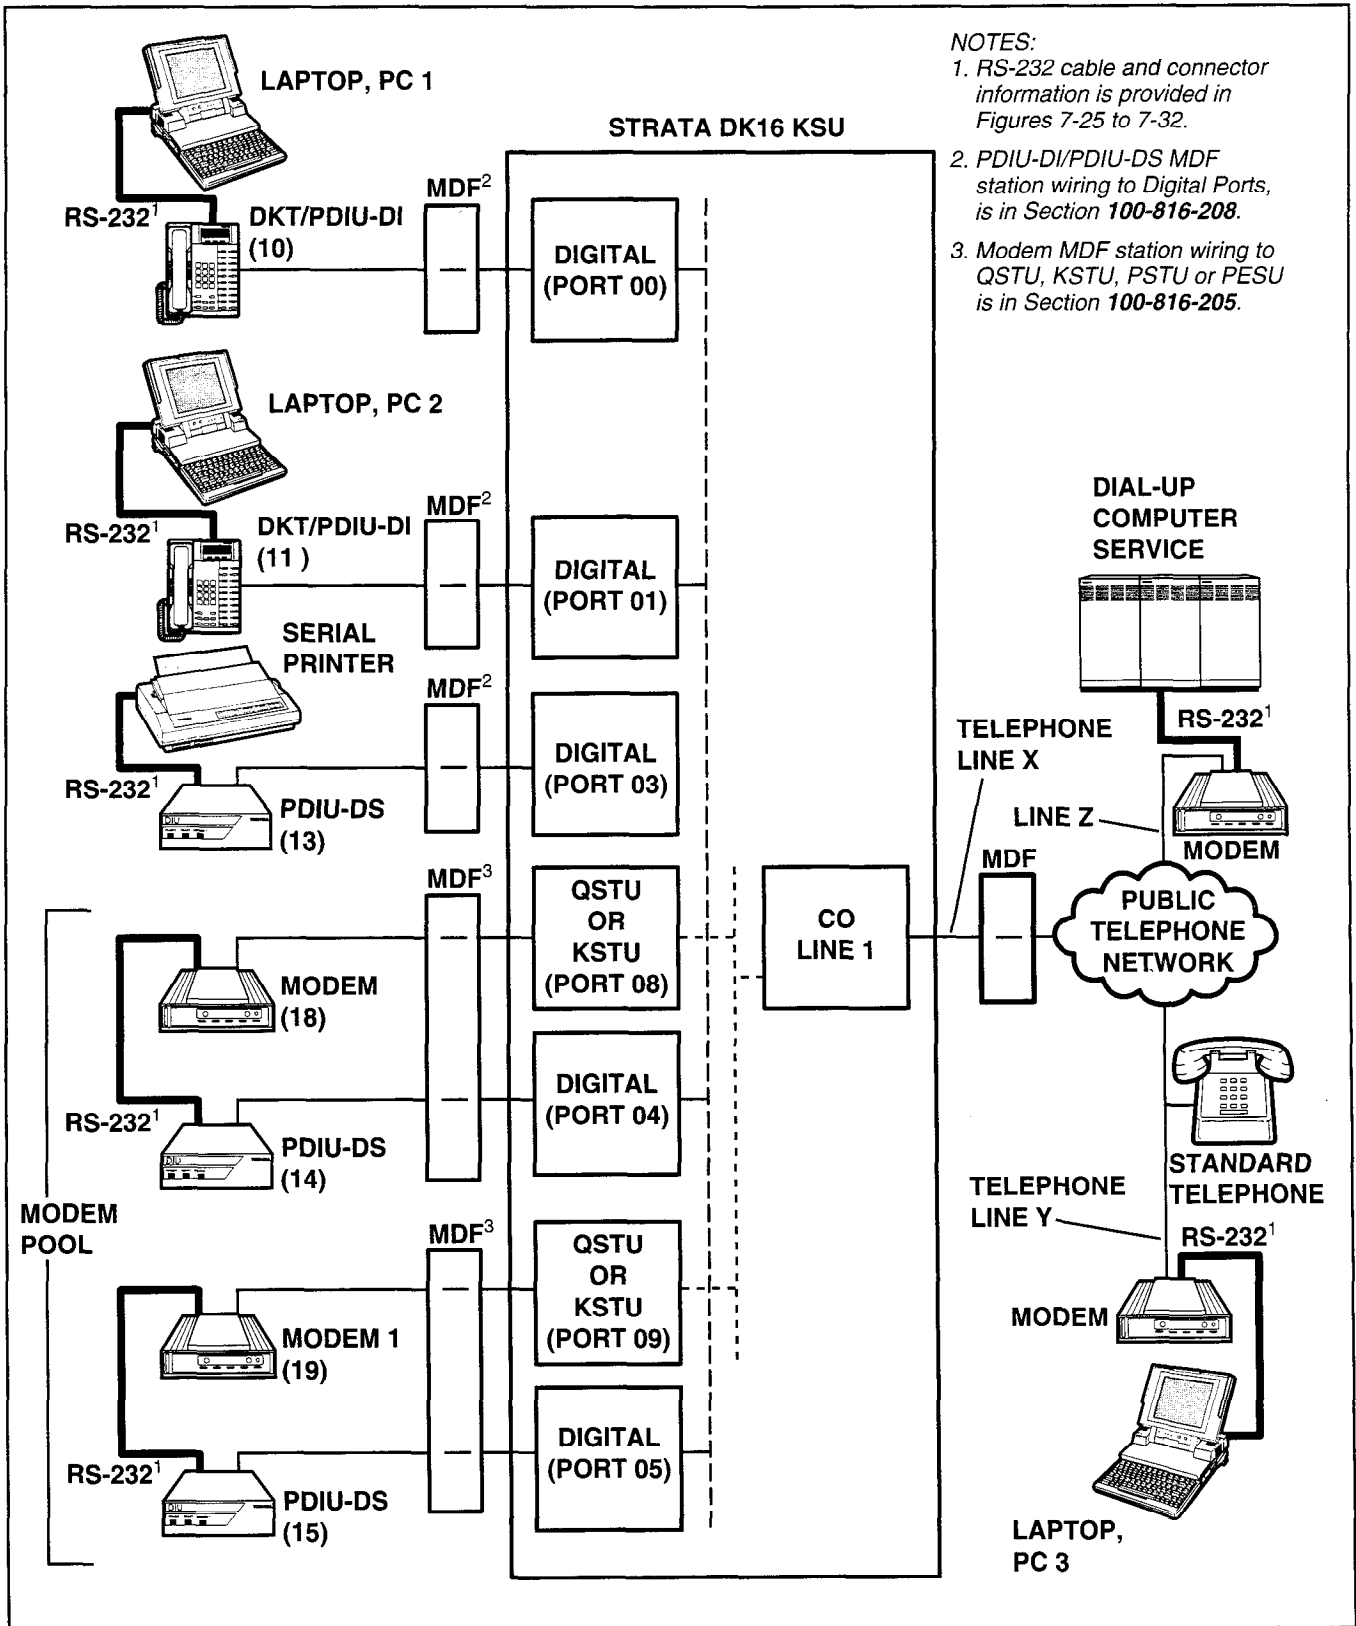 NOTES:
1. RS-232 cable and connector
information is provided in
Figures 7-25 to 7-32.
2. PDIU-DI/PDIU-DS MDF
station wiring to Digital Ports,
is in Section 100-816-208.
3. Modem MDF station wiring to
QSTU, KSTU, PSTU or PESU
is in Section 100-816-205.
LAPTOP, PC 1
STRATA DK16 KSU
RS-232¹
DKT/PDIU-DI
(10)
MDF²
DIGITAL
(PORT 00)
LAPTOP, PC 2
RS-232¹
DKT/PDIU-DI
(11 )
MDF²
DIGITAL
(PORT 01)
SERIAL
PRINTER
RS-232¹
PDIU-DS
(13)
MDF²
DIGITAL
(PORT 03)
MODEM
POOL
MODEM
(18)
MDF³
QSTU
OR
KSTU
(PORT 08)
RS-232¹
PDIU-DS
(14)
DIGITAL
(PORT 04)
MODEM 1
(19)
MDF³
QSTU
OR
KSTU
(PORT 09)
RS-232¹
PDIU-DS
(15)
DIGITAL
(PORT 05)
CO
LINE 1
TELEPHONE
LINE X
MDF
DIAL-UP
COMPUTER
SERVICE
RS-232¹
LINE Z
MODEM
PUBLIC
TELEPHONE
NETWORK
STANDARD
TELEPHONE
TELEPHONE
LINE Y
RS-232¹
MODEM
LAPTOP,
PC 3